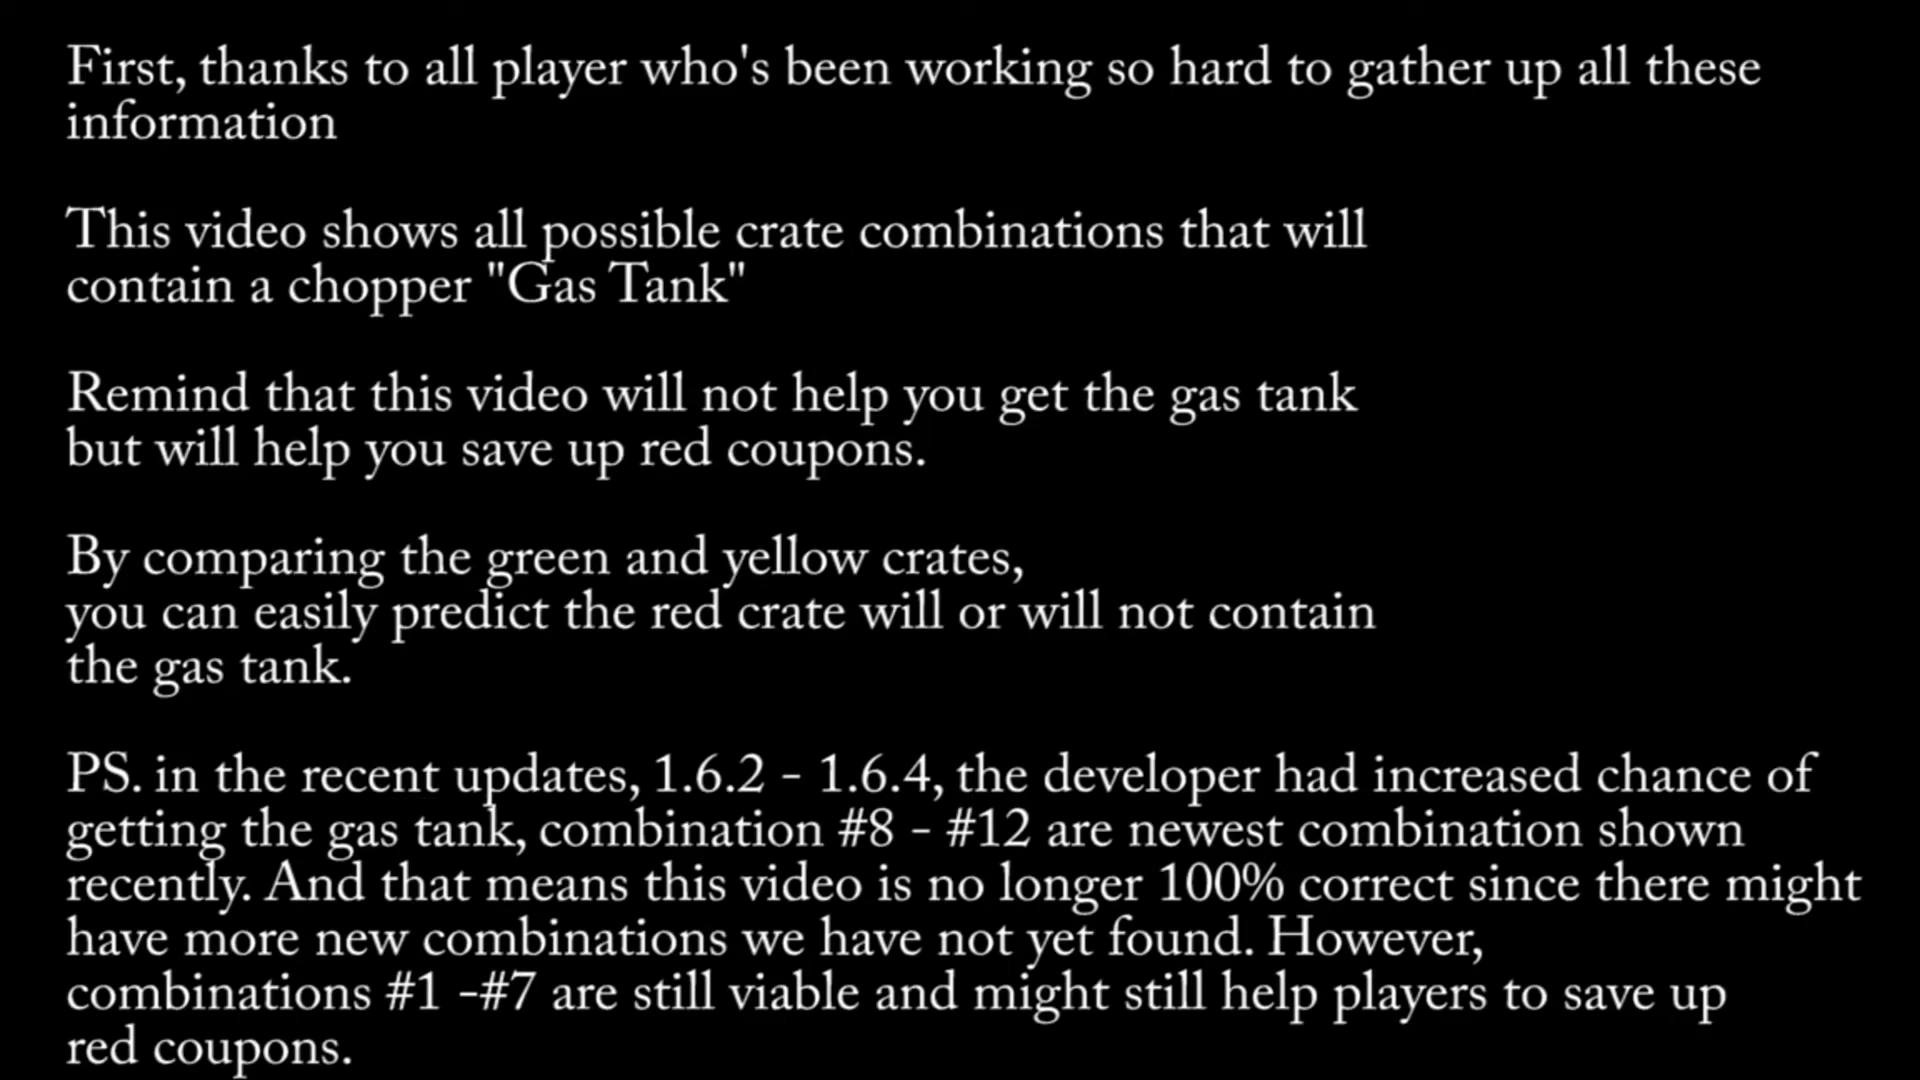 First, thanks to all player who's been working so hard to gather up all these
information
This video shows all possible crate combinations that will
contain a chopper "Gas Tank"
Remind that this video will not help you get the gas tank
but will help you save up red coupons.
By comparing the green and yellow crates,
you can easily predict the red crate will or will not contain
the gas tank.
PS. in the recent updates, 1.6.2 - 1.6.4, the developer had increased chance of
getting the gas tank, combination #8 - #12 are newest combination shown
recently. And that means this video is no longer 100% correct since there might
have more new combinations we have not yet found. However,
combinations #1 -#7 are still viable and might still help players to save up
red coupons.